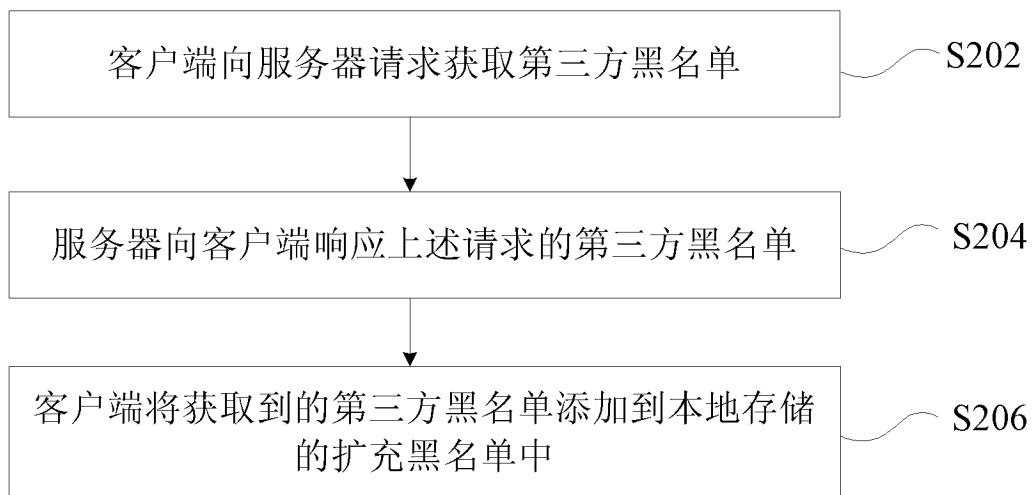 客户端向服务器请求获取第三方黑名单
S202
服务器向客户端响应上述请求的第三方黑名单
S204
客户端将获取到的第三方黑名单添加到本地存储
的扩充黑名单中
S206